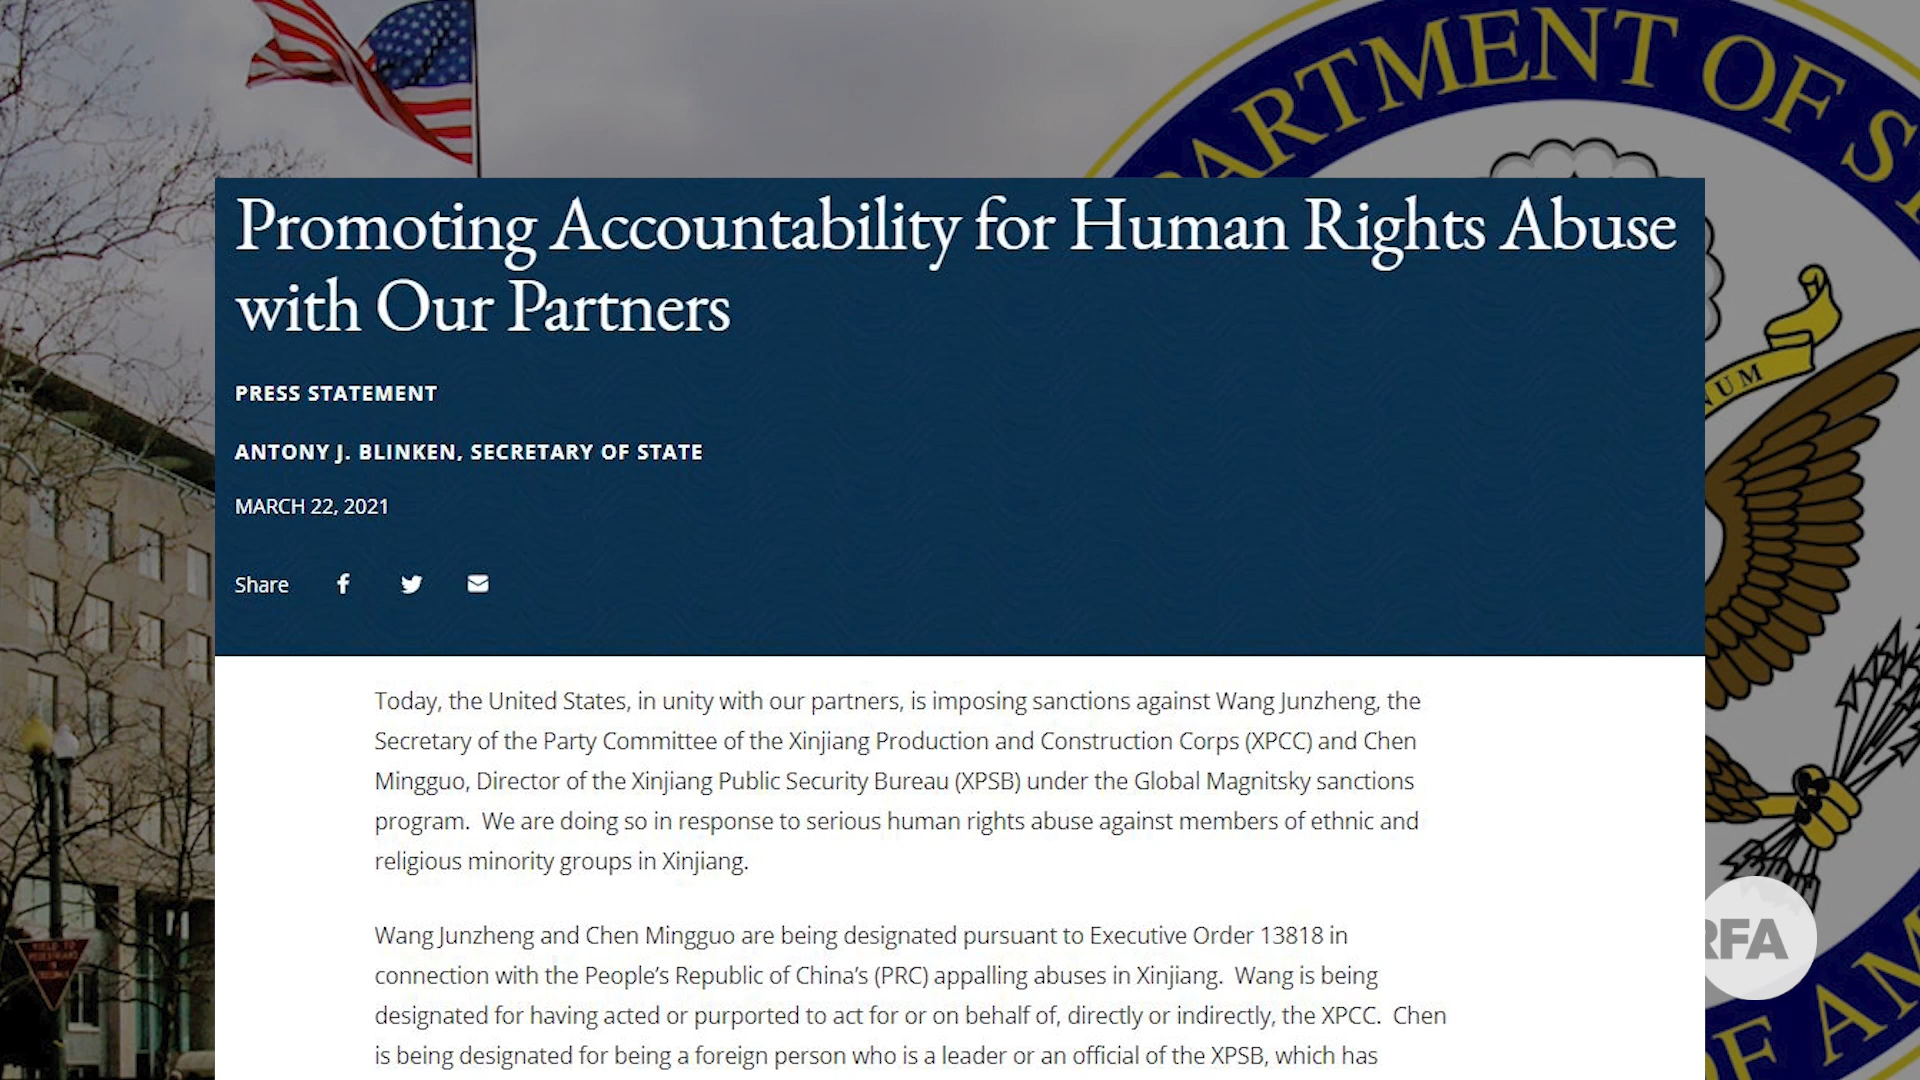 PARTMENT OF S
Promoting Accountability for Human Rights Abuse
with Our Partners
NUM
PRESS STATEMENT
ANTONY J. BLINKEN, SECRETARY OF STATE
MARCH 22, 2021
Share
Today, the United States, in unity with our partners, is imposing sanctions against Wang Junzheng, the
Secretary of the Party Committee of the Xinjiang Production and Construction Corps (XPCC) and Chen
Mingguo, Director of the Xinjiang Public Security Bureau (XPSB) under the Global Magnitsky sanctions
program.  We are doing so in response to serious human rights abuse against members of ethnic and
religious minority groups in Xinjiang.
Wang Junzheng and Chen Mingguo are being designated pursuant to Executive Order 13818 in
connection with the People’s Republic of China’s (PRC) appalling abuses in Xinjiang.  Wang is being
designated for having acted or purported to act for or on behalf of, directly or indirectly, the XPCC.  Chen
is being designated for being a foreign person who is a leader or an official of the XPSB, which has
RFA
OF AM
YIELD TO